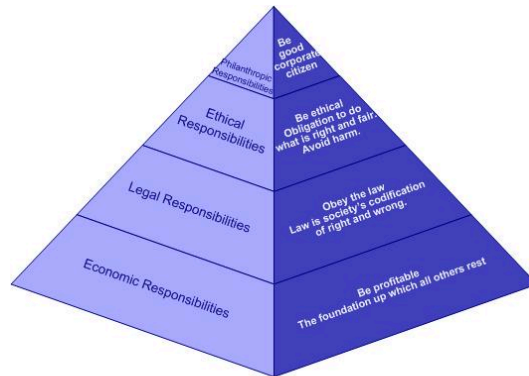 Philanthropic
Responsibilities
Be
good
corporate
citizen
Ethical
Responsibilities
Be ethical
Obligation to do
what is right and fair.
Avoid harm.
Legal Responsibilities
Obey the law
Law is society's codification
of right and wrong.
Economic Responsibilities
Be profitable
The foundation up which all others rest